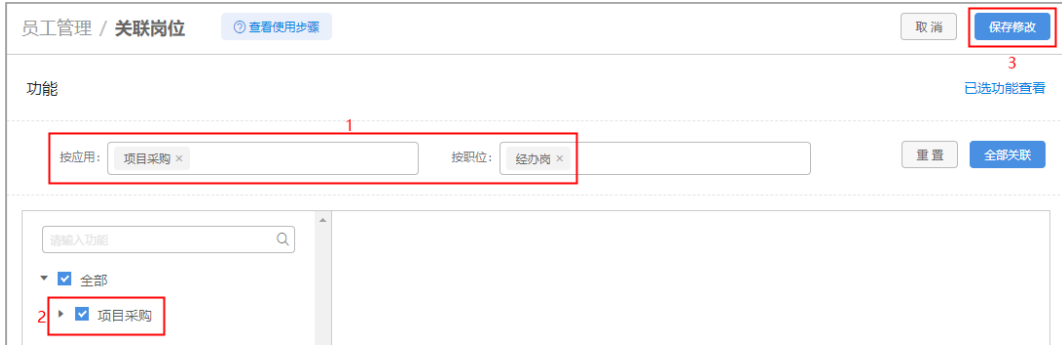 员工管理 / 关联岗位 ? 查看使用步骤 取消 保存修改
3
功能 已选功能查看
1
按应用: 项目采购 × 按职位: 经办岗 × 重置 全部关联
请输入功能
全部
2 项目采购